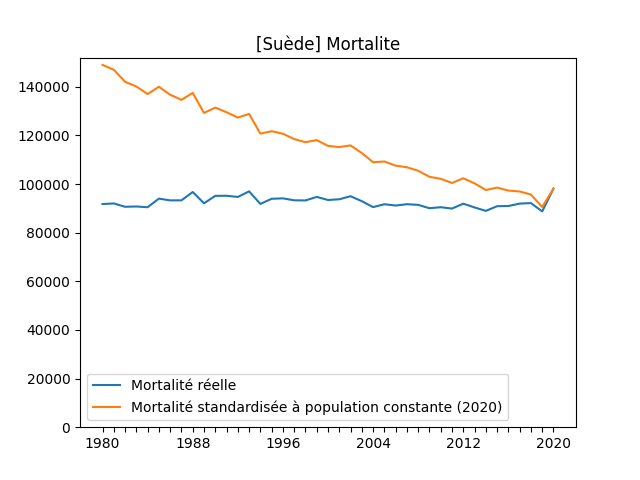 [Suède] Mortalite
140000
120000
100000
80000
60000
40000
20000
0
Mortalité réelle
Mortalité standardisée à population constante (2020)
1980 1988 1996 2004 2012 2020